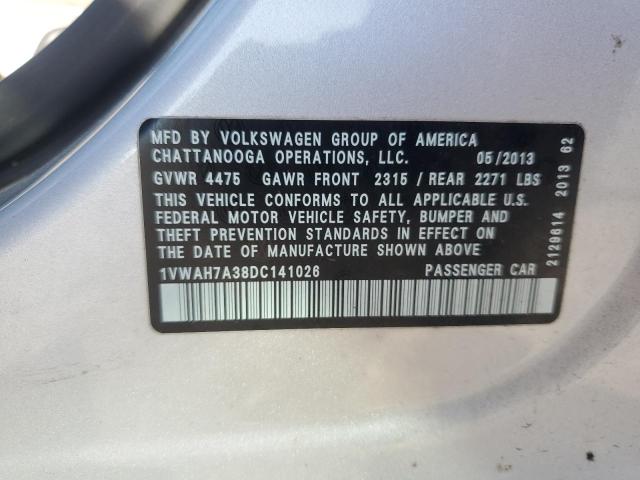 MFD BY VOLKSWAGEN GROUP OF AMERICA
CHATTANOOGA OPERATIONS, LLC. 05/2013
GVWR 4475 GAWR FRONT 2315 / REAR 2271 LBS
THIS VEHICLE CONFORMS TO ALL APPLICABLE U.S.
FEDERAL MOTOR VEHICLE SAFETY, BUMPER AND
THEFT PREVENTION STANDARDS IN EFFECT ON
THE DATE OF MANUFACTURE SHOWN ABOVE
1VWAH7A38DC141026 PASSENGER CAR
2129614 2013 62